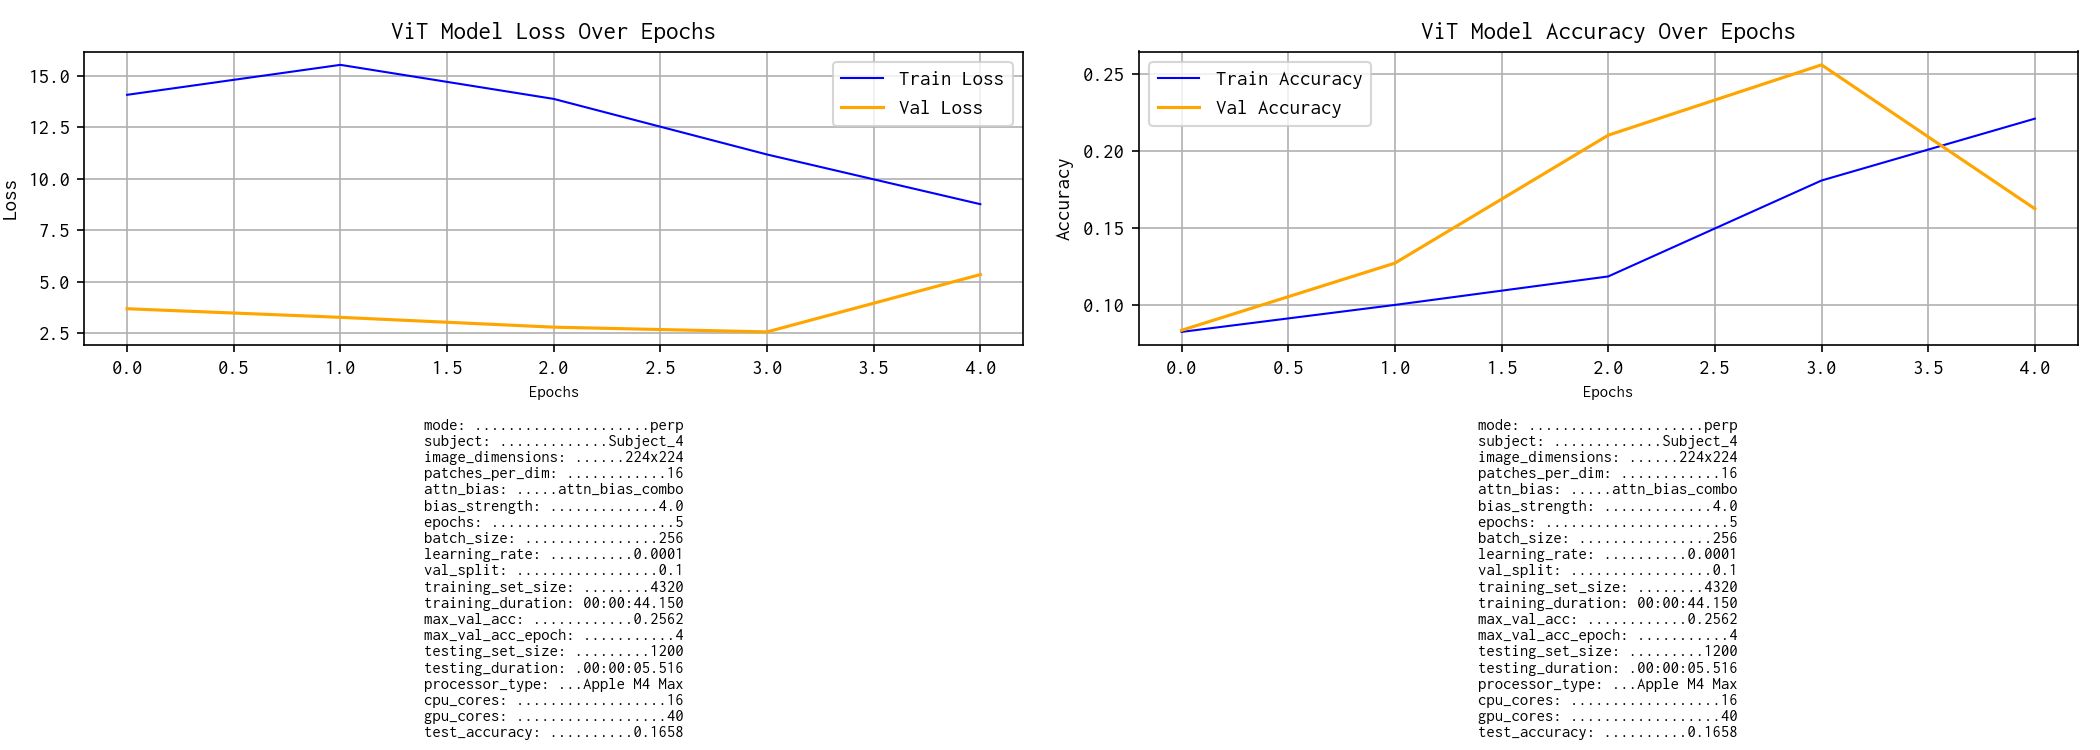 ViT Model Loss Over Epochs
15.0
12.5
10.0
7.5
5.0
2.5
Loss
Train Loss
Val Loss
0.0 0.5 1.0 1.5 2.0 2.5 3.0 3.5 4.0
Epochs
mode: .....................perp
subject: .............Subject_4
image_dimensions: ......224x224
patches_per_dim: ............16
attn_bias: .....attn_bias_combo
bias_strength: .............4.0
epochs: ......................5
batch_size: ................256
learning_rate: ..........0.0001
val_split: .................0.1
training_set_size: ........4320
training_duration: 00:00:44.150
max_val_acc: ............0.2562
max_val_acc_epoch: ...........4
testing_set_size: .........1200
testing_duration: .00:00:05.516
processor_type: ...Apple M4 Max
cpu_cores: ..................16
gpu_cores: ..................40
test_accuracy: ..........0.1658
ViT Model Accuracy Over Epochs
0.25
0.20
0.15
0.10
Accuracy
Train Accuracy
Val Accuracy
0.0 0.5 1.0 1.5 2.0 2.5 3.0 3.5 4.0
Epochs
mode: .....................perp
subject: .............Subject_4
image_dimensions: ......224x224
patches_per_dim: ............16
attn_bias: .....attn_bias_combo
bias_strength: .............4.0
epochs: ......................5
batch_size: ................256
learning_rate: ..........0.0001
val_split: .................0.1
training_set_size: ........4320
training_duration: 00:00:44.150
max_val_acc: ............0.2562
max_val_acc_epoch: ...........4
testing_set_size: .........1200
testing_duration: .00:00:05.516
processor_type: ...Apple M4 Max
cpu_cores: ..................16
gpu_cores: ..................40
test_accuracy: ..........0.1658